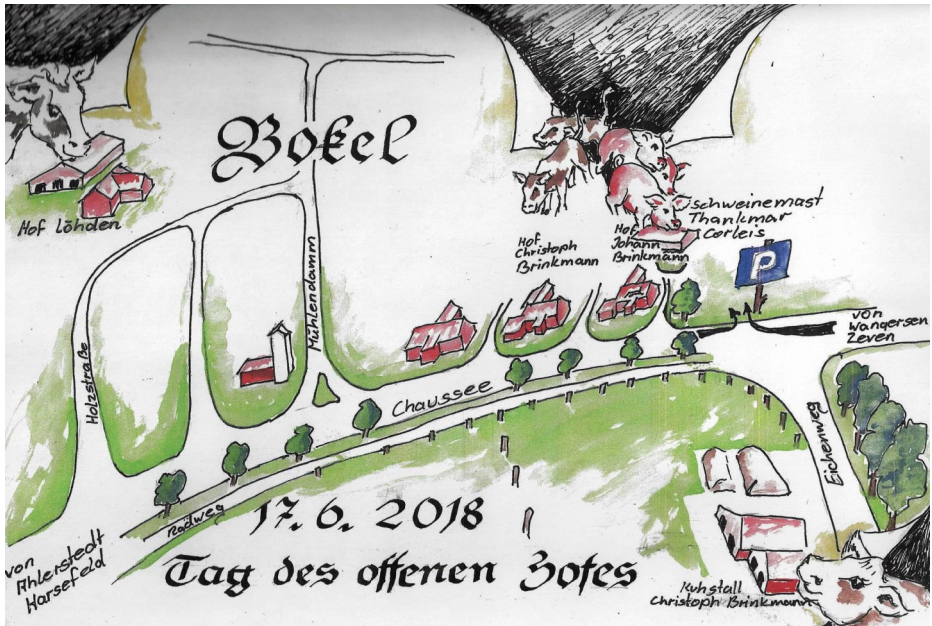 Bokel
Hof Löhden
Schweinemast
Thankmar
Corleis
Hof
Christoph
Brinkmann
Hof
Johann
Brinkmann
P
von
Wangersen
Zeven
Mühlendamm
Holzstraße
Chaussee
Eichenweg
Radweg
von
Ahlerstedt
Harsefeld
17. 6. 2018
Tag des offenen Hofes
Kuhstall
Christoph Brinkmann